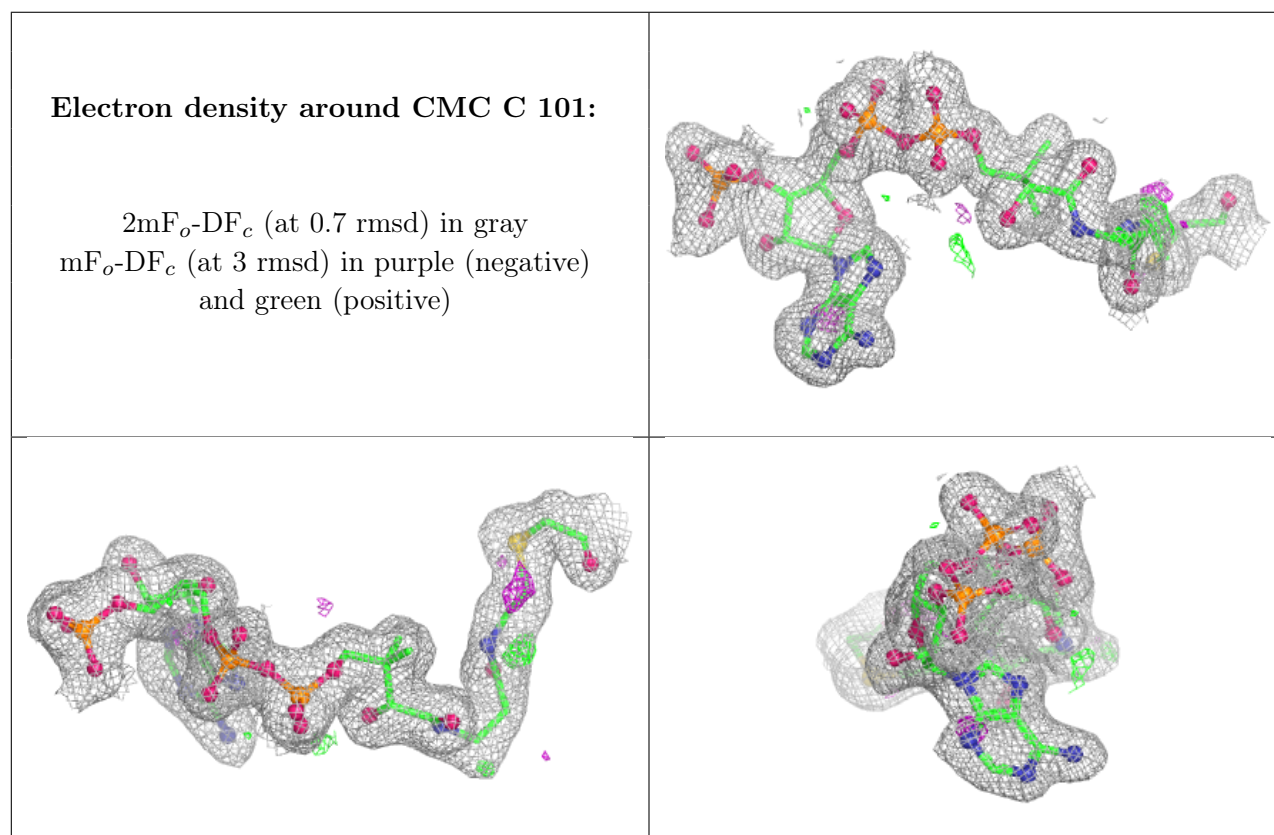 Electron density around CMC C 101:
2mFo-DFc (at 0.7 rmsd) in gray
mFo-DFc (at 3 rmsd) in purple (negative)
and green (positive)